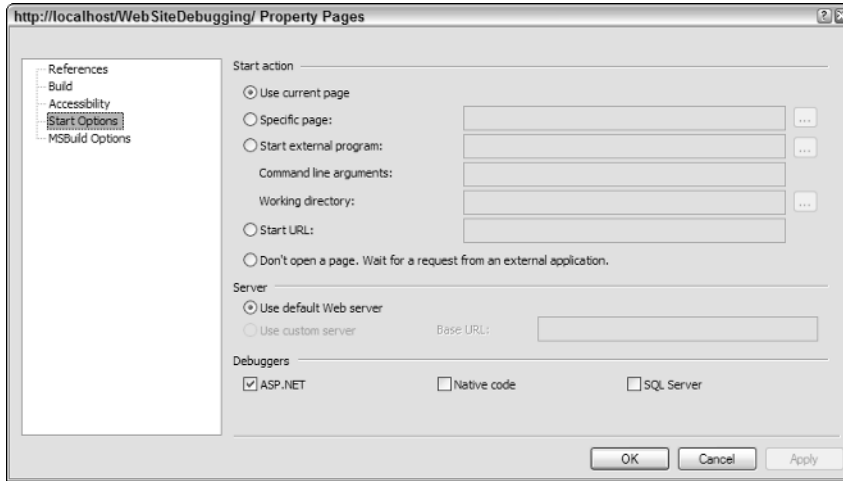 http://localhost/WebSiteDebugging/ Property Pages
References
Build
Accessibility
Start Options
MSBuild Options
Start action
Use current page
Specific page:
...
Start external program:
...
Command line arguments:
Working directory:
...
Start URL:
Don't open a page. Wait for a request from an external application.
Server
Use default Web server
Use custom server Base URL:
Debuggers
ASP.NET Native code SQL Server
OK Cancel Apply